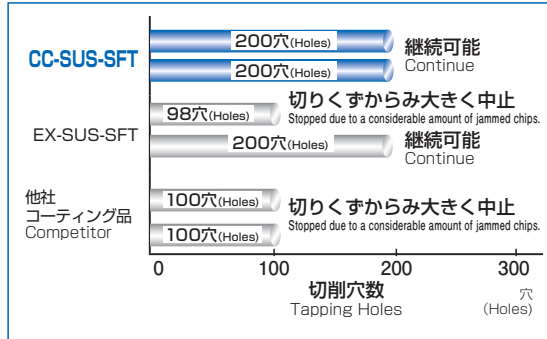 CC-SUS-SFT
200穴(Holes)
200穴(Holes)
継続可能
Continue
EX-SUS-SFT
98穴(Holes)
切りくずからみ大きく中止
Stopped due to a considerable amount of jammed chips.
200穴(Holes)
継続可能
Continue
他社
コーティング品
Competitor
100穴(Holes)
100穴(Holes)
切りくずからみ大きく中止
Stopped due to a considerable amount of jammed chips.
0 100 200 300
切削穴数
Tapping Holes
穴
(Holes)